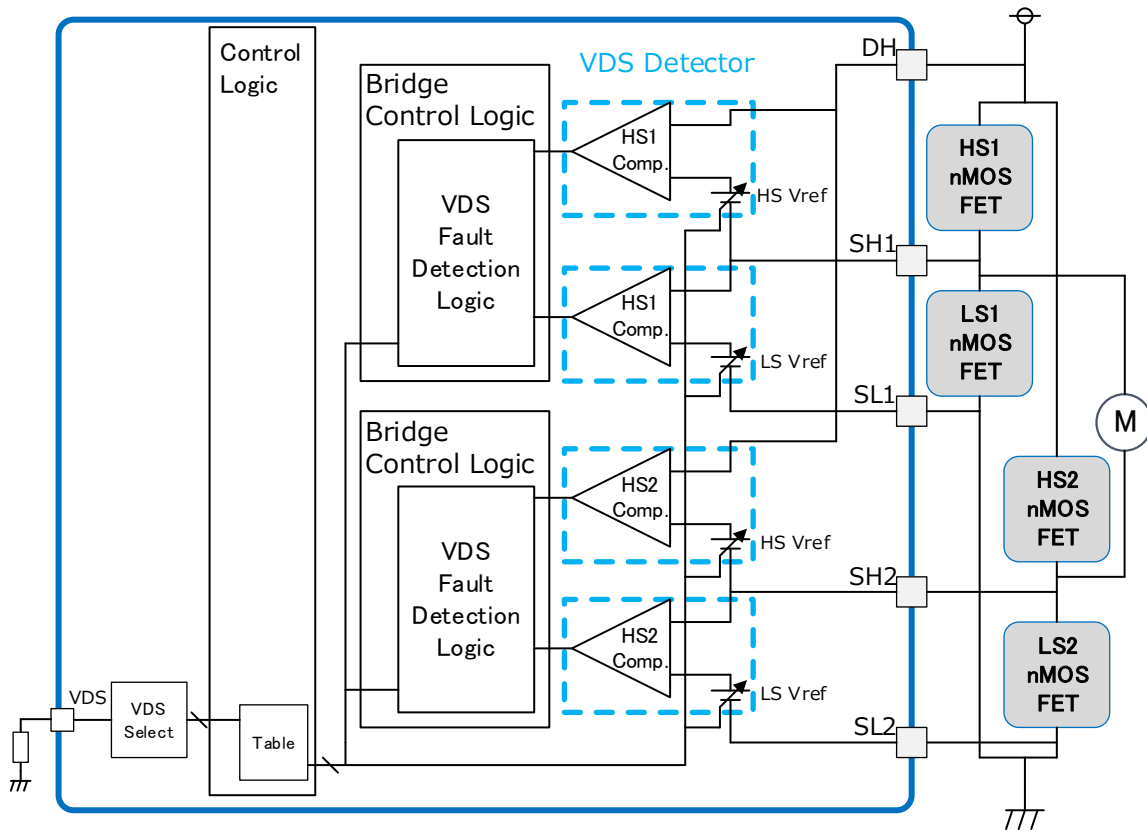 Control
Logic
Bridge
Control Logic
VDS
Fault
Detection
Logic
VDS Detector
HS1
Comp.
HS Vref
HS1
Comp.
LS Vref
DH
SH1
SL1
HS1
nMOS
FET
LS1
nMOS
FET
M
Bridge
Control Logic
VDS
Fault
Detection
Logic
HS2
Comp.
HS Vref
HS2
Comp.
LS Vref
SH2
SL2
HS2
nMOS
FET
LS2
nMOS
FET
VDS
VDS
Select
Table